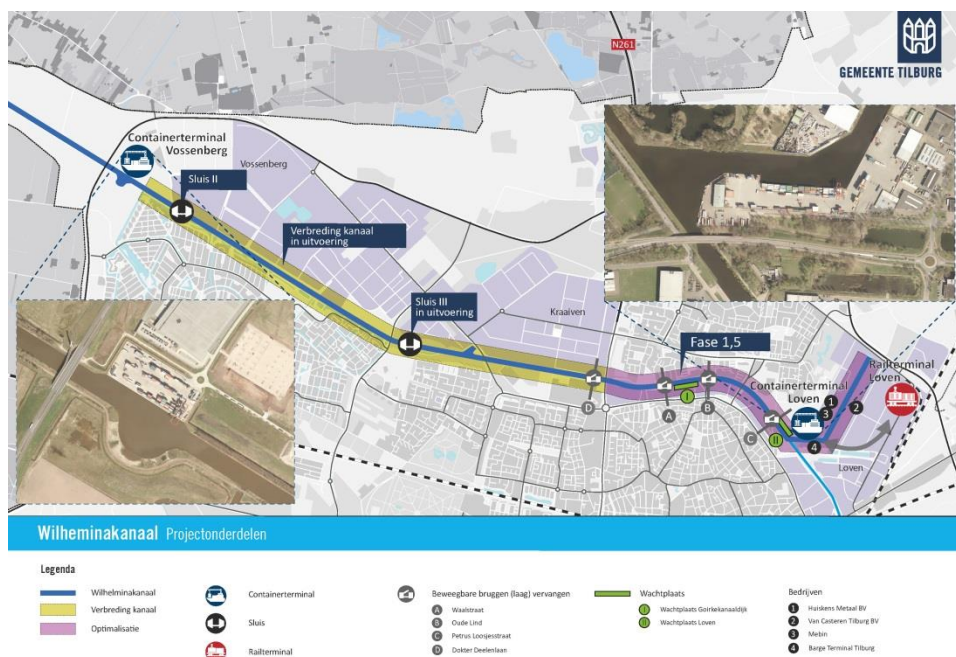 N261
GEMEENTE TILBURG
Containerterminal
Vossenberg
Vossenberg
Sluis II
Verbreding kanaal
in uitvoering
Sluis III
in uitvoering
Kraaiven
Fase 1,5
Containerterminal
Loven
Railterminal
Loven
Loven
A
B
C
D
I
II
1
2
3
4
Wilheminakanaal Projectonderdelen
Legenda
Wilhelminakanaal
Verbreding kanaal
Optimalisatie
Containerterminal
Sluis
Railterminal
Beweegbare bruggen (laag) vervangen
A Waalstraat
B Oude Lind
C Petrus Loosjesstraat
D Dokter Deelenlaan
Wachtplaats
I Wachtplaats Goirkekanaaldijk
II Wachtplaats Loven
Bedrijven
1 Huiskens Metaal BV
2 Van Casteren Tilburg BV
3 Mebin
4 Barge Terminal Tilburg